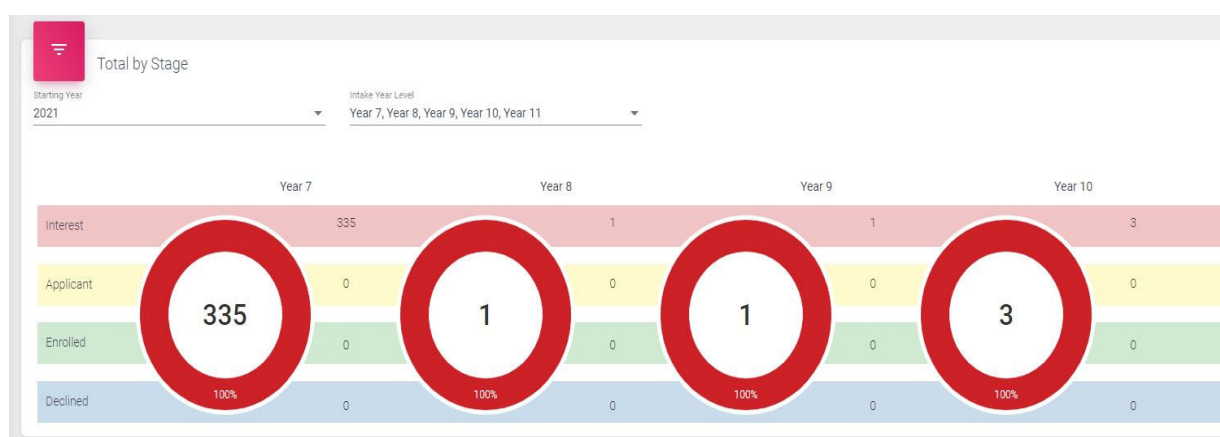 Total by Stage
Starting Year
Intake Year Level
2021
Year 7, Year 8, Year 9, Year 10, Year 11
Year 7 Year 8 Year 9 Year 10
Interest 335 1 1 3
Applicant 0 0 0 0
335 1 1 3
Enrolled 0 0 0 0
100% 100% 100% 100%
Declined 0 0 0 0